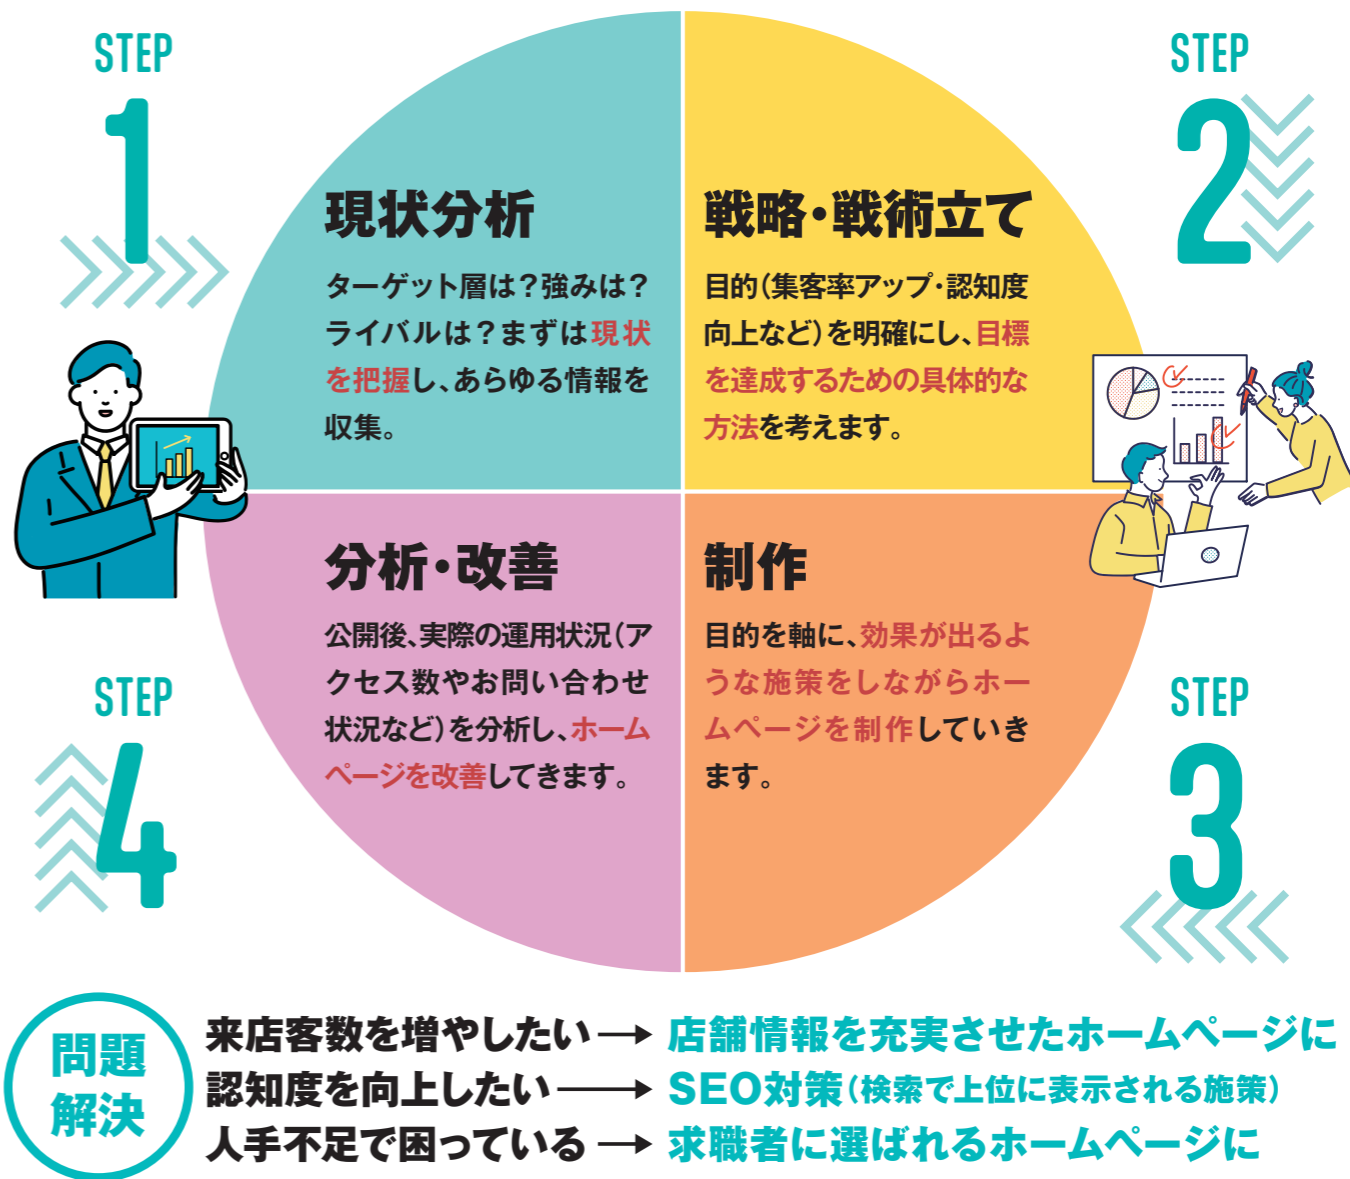 STEP
1
現状分析
ターゲット層は？強みは？
ライバルは？まずは現状
を把握し、あらゆる情報を
収集。
STEP
2
戦略・戦術立て
目的（集客率アップ・認知度
向上など）を明確にし、目標
を達成するための具体的な
方法を考えます。
STEP
3
制作
目的を軸に、効果が出るよ
うな施策をしながらホー
ムページを制作していき
ます。
STEP
4
分析・改善
公開後、実際の運用状況（ア
クセス数やお問い合わせ
状況など）を分析し、ホーム
ページを改善してきます。
問題
解決
来店客数を増やしたい → 店舗情報を充実させたホームページに
認知度を向上したい → SEO対策（検索で上位に表示される施策）
人手不足で困っている → 求職者に選ばれるホームページに